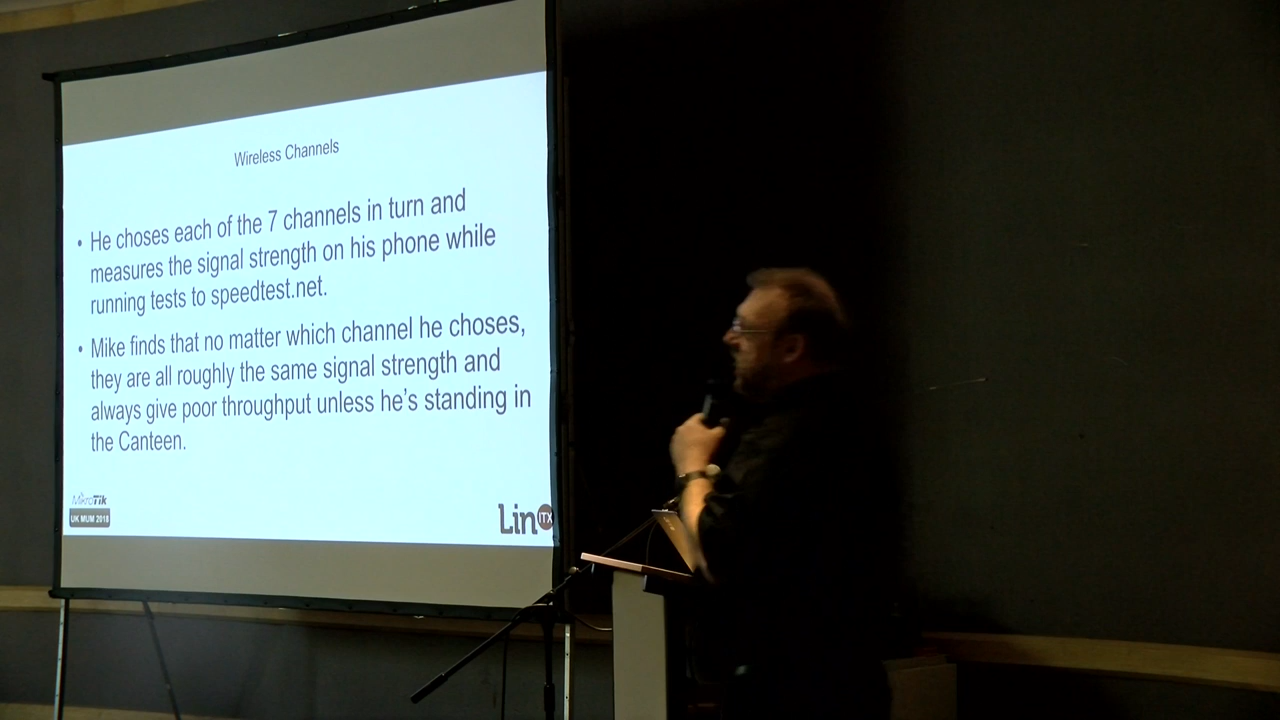 Wireless Channels
• He choses each of the 7 channels in turn and
measures the signal strength on his phone while
running tests to speedtest.net.
• Mike finds that no matter which channel he choses,
they are all roughly the same signal strength and
always give poor throughput unless he's standing in
the Canteen.
MikroTik
UK MUM 2018
Lin ITX